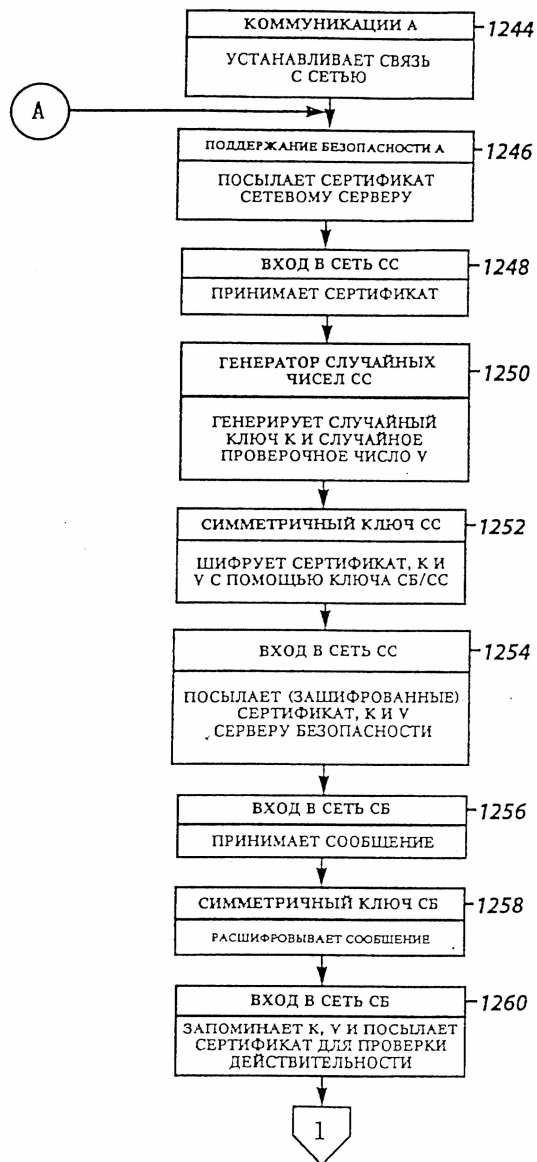 КОММУНИКАЦИИ А
1244
УСТАНАВЛИВАЕТ СВЯЗЬ
С СЕТЬЮ
А
ПОДДЕРЖАНИЕ БЕЗОПАСНОСТИ А
1246
ПОСЫЛАЕТ СЕРТИФИКАТ
СЕТЕВОМУ СЕРВЕРУ
ВХОД В СЕТЬ СС
1248
ПРИНИМАЕТ СЕРТИФИКАТ
ГЕНЕРАТОР СЛУЧАЙНЫХ
ЧИСЕЛ СС
1250
ГЕНЕРИРУЕТ СЛУЧАЙНЫЙ
КЛЮЧ К И СЛУЧАЙНОЕ
ПРОВЕРОЧНОЕ ЧИСЛО V
СИММЕТРИЧНЫЙ КЛЮЧ СС
1252
ШИФРУЕТ СЕРТИФИКАТ, К И
V С ПОМОЩЬЮ КЛЮЧА СБ/СС
ВХОД В СЕТЬ СС
1254
ПОСЫЛАЕТ (ЗАШИФРОВАННЫЕ)
СЕРТИФИКАТ, К И V
СЕРВЕРУ БЕЗОПАСНОСТИ
ВХОД В СЕТЬ СБ
1256
ПРИНИМАЕТ СООБЩЕНИЕ
СИММЕТРИЧНЫЙ КЛЮЧ СБ
1258
РАСШИФРОВЫВАЕТ СООБЩЕНИЕ
ВХОД В СЕТЬ СБ
1260
ЗАПОМИНАЕТ К, V И ПОСЫЛАЕТ
СЕРТИФИКАТ ДЛЯ ПРОВЕРКИ
ДЕЙСТВИТЕЛЬНОСТИ
1